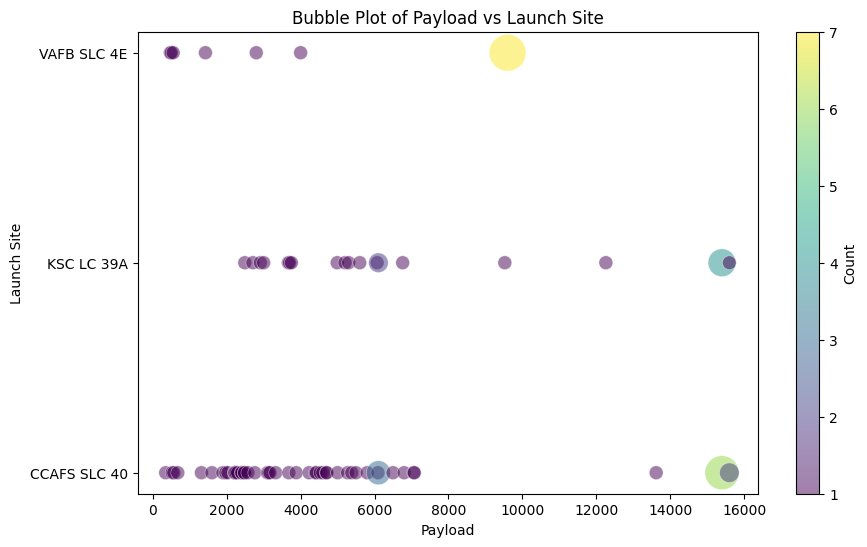 Bubble Plot of Payload vs Launch Site
VAFB SLC 4E
KSC LC 39A
CCAFS SLC 40
Launch Site
0
2000
4000
6000
8000
10000
12000
14000
16000
Payload
7
6
5
4
3
2
1
Count